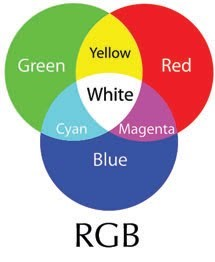 Yellow
Green Red
White
Cyan Magenta
Blue
RGB